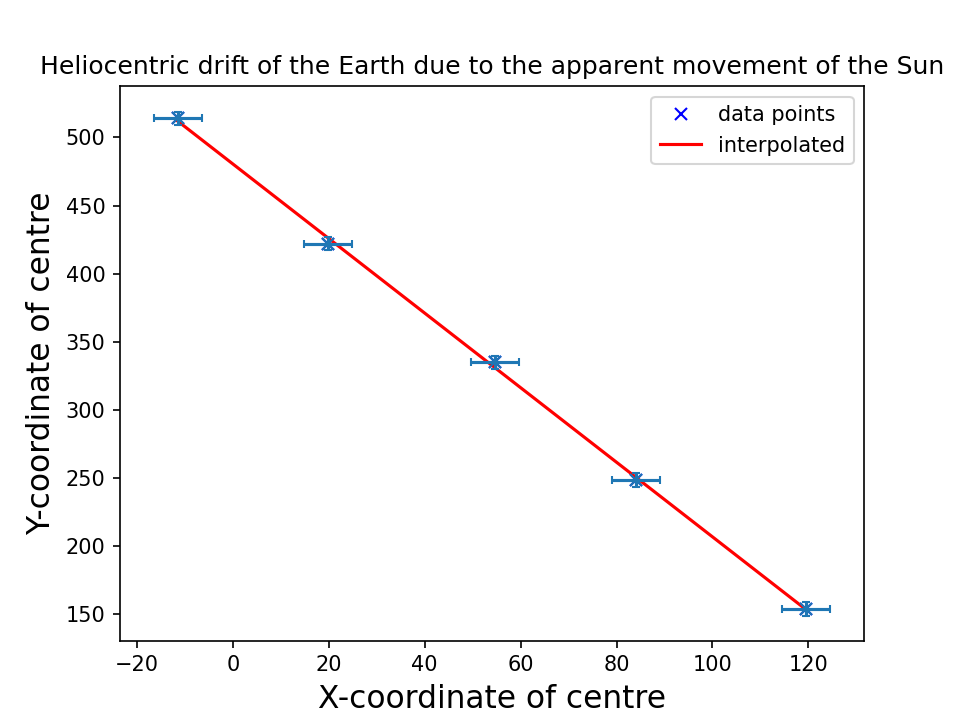 Heliocentric drift of the Earth due to the apparent movement of the Sun
data points
interpolated
Y-coordinate of centre
500
450
400
350
300
250
200
150
−20 0 20 40 60 80 100 120
X-coordinate of centre